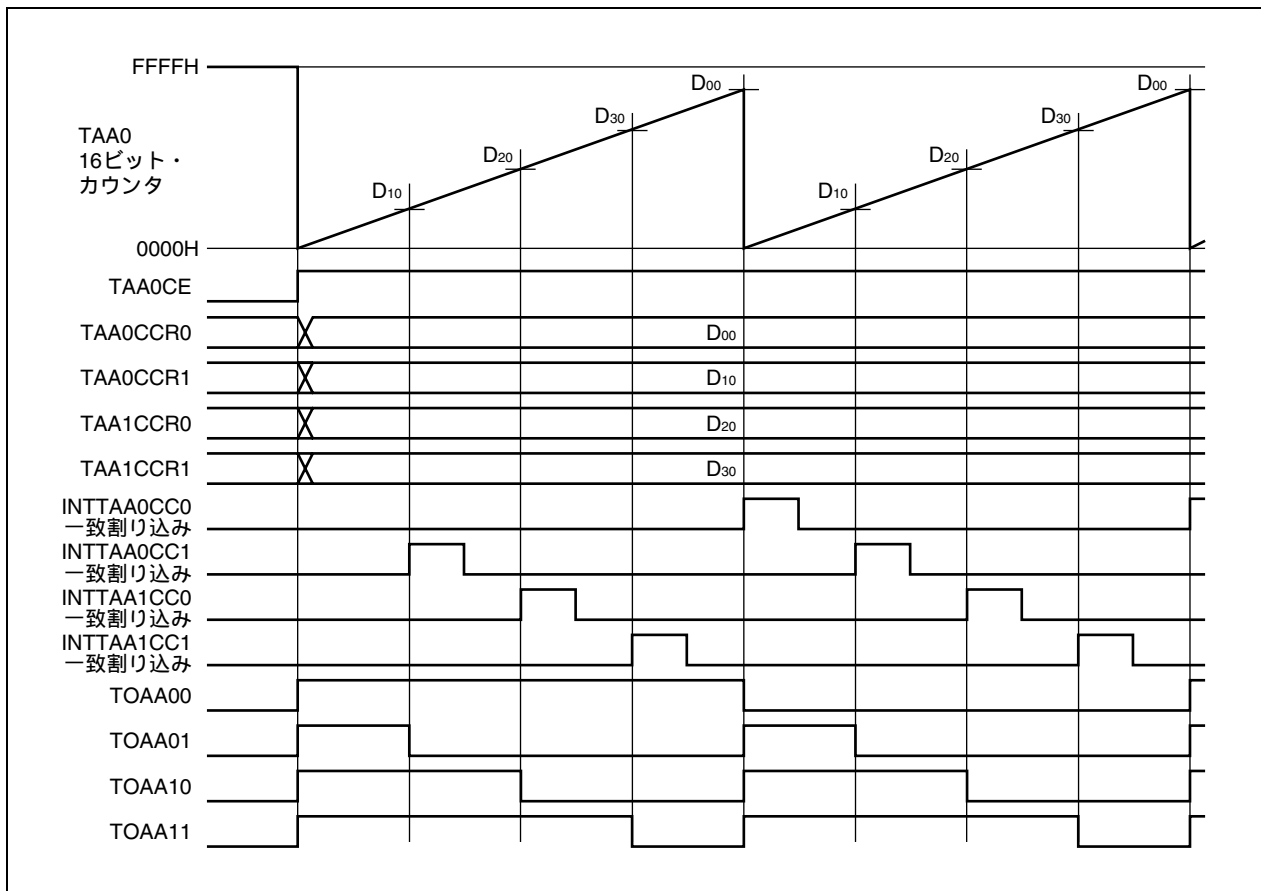 FFFFH
TAA0
16ビット・
カウンタ
0000H
D10
D20
D30
D00
D10
D20
D30
D00
TAA0CE
TAA0CCR0
D00
TAA0CCR1
D10
TAA1CCR0
D20
TAA1CCR1
D30
INTTAA0CC0
一致割り込み
INTTAA0CC1
一致割り込み
INTTAA1CC0
一致割り込み
INTTAA1CC1
一致割り込み
TOAA00
TOAA01
TOAA10
TOAA11